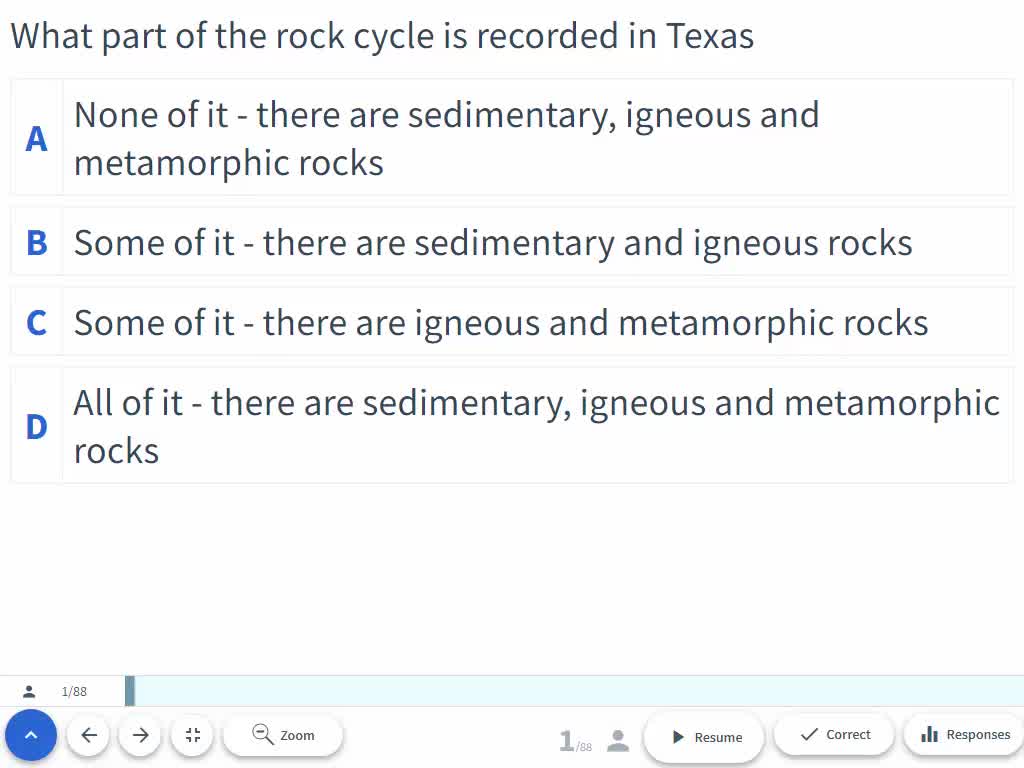 What part of the rock cycle is recorded in Texas
A
None of it - there are sedimentary, igneous and
metamorphic rocks
B
Some of it - there are sedimentary and igneous rocks
C
Some of it - there are igneous and metamorphic rocks
D
All of it - there are sedimentary, igneous and metamorphic
rocks
1/88
Zoom
1/88
Resume
Correct
Responses